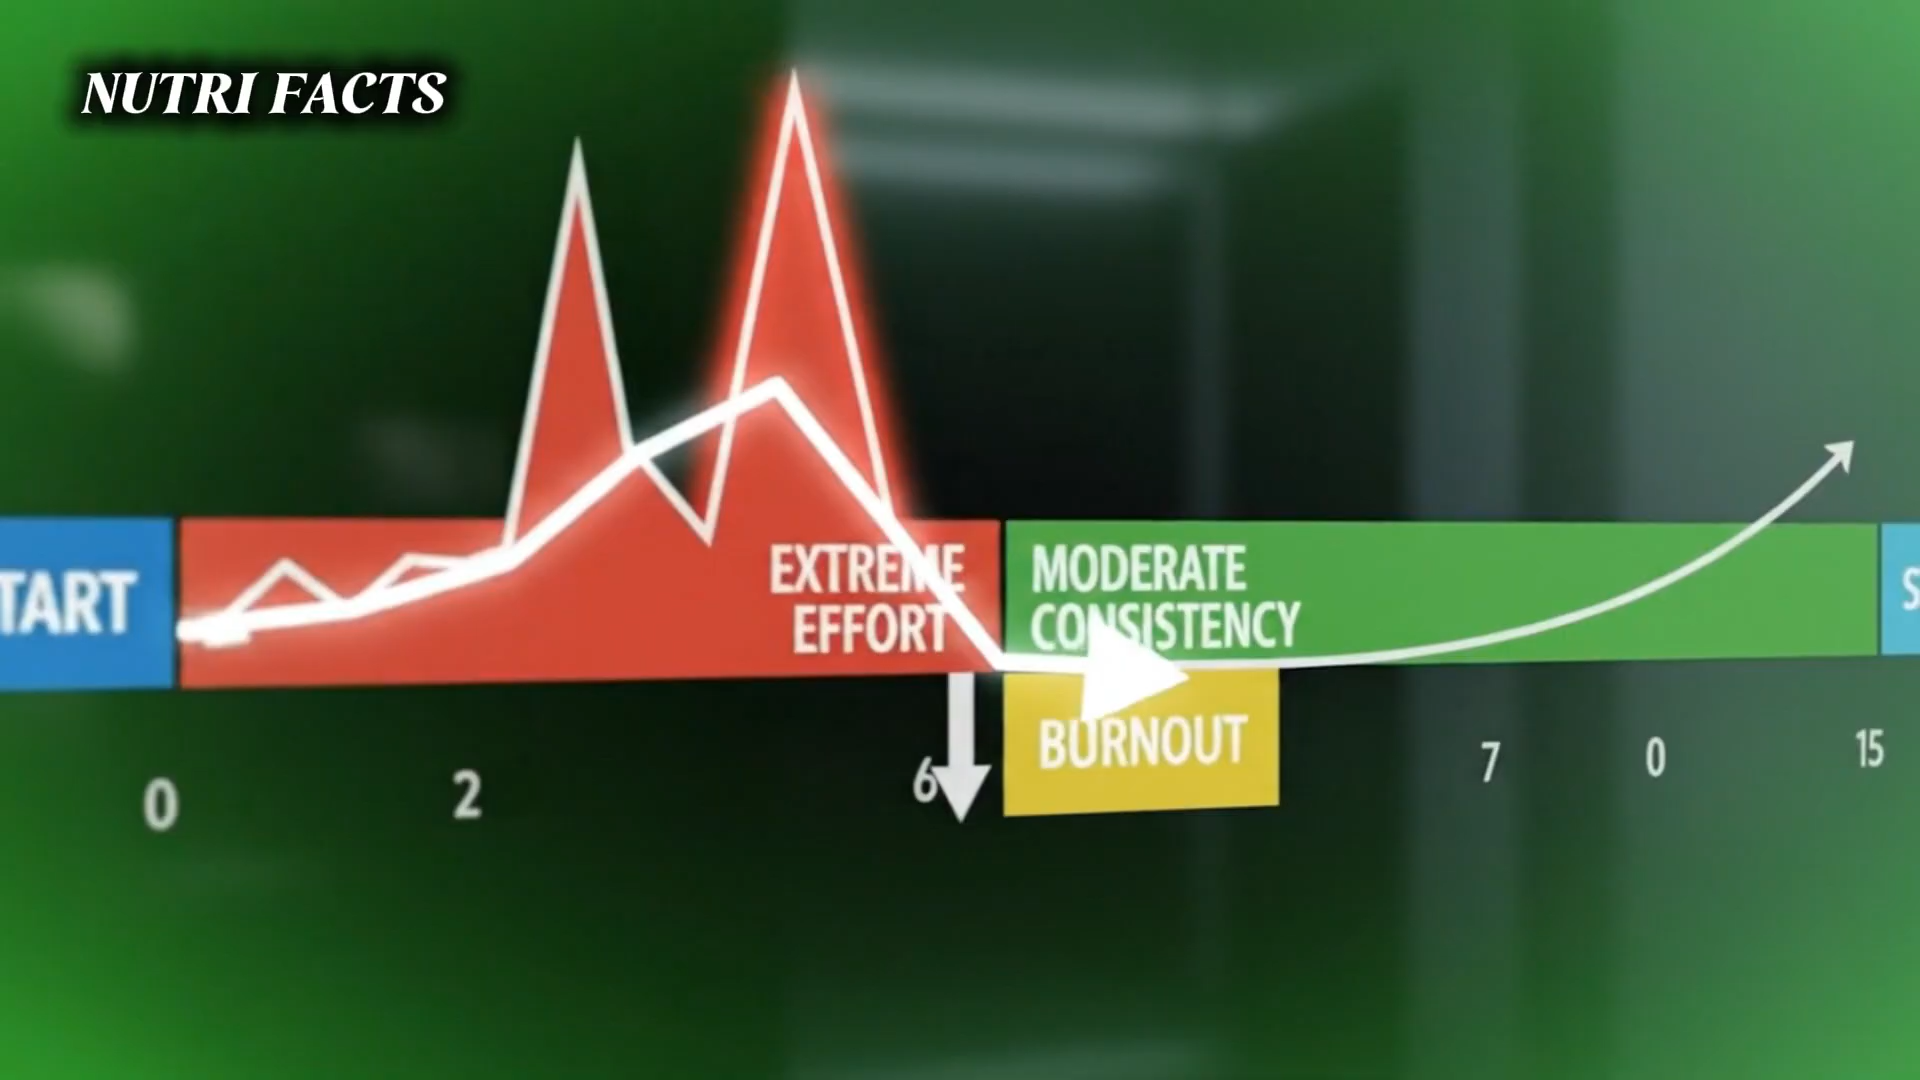 NUTRI FACTS
TART
EXTREME
EFFORT
MODERATE
CONSISTENCY
S
BURNOUT
0
2
6
7
0
15